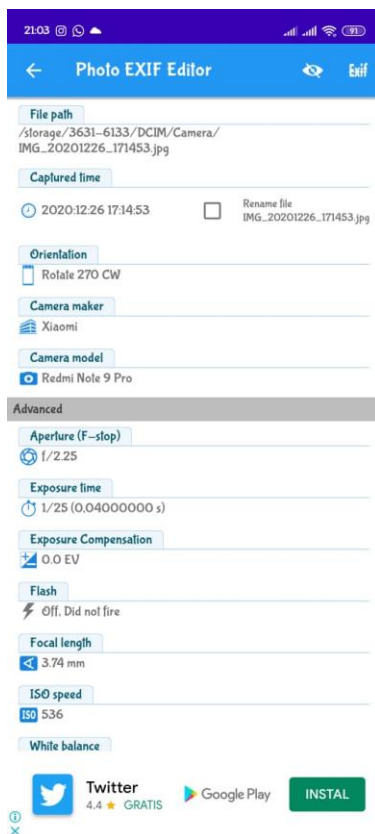 21:03
91
Photo EXIF Editor
Exif
File path
/storage/3631-6133/DCIM/Camera/
IMG_20201226_171453.jpg
Captured time
2020:12:26 17:14:53
Rename file
IMG_20201226_171453.jpg
Orientation
Rotate 270 CW
Camera maker
Xiaomi
Camera model
Redmi Note 9 Pro
Advanced
Aperture (F-stop)
f/2.25
Exposure time
1/25 (0,04000000 s)
Exposure Compensation
0.0 EV
Flash
Off, Did not fire
Focal length
3.74 mm
ISO speed
ISO 536
White balance
Twitter
4.4 ★ GRATIS
Google Play
INSTAL